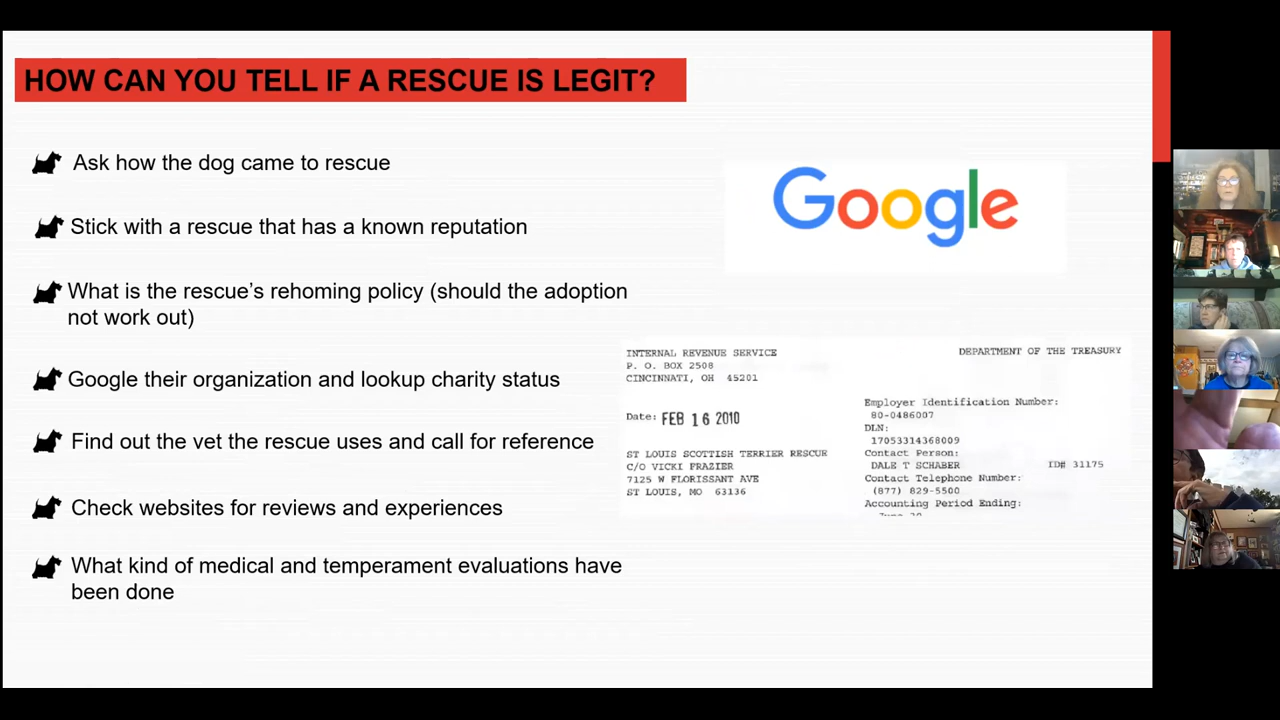 HOW CAN YOU TELL IF A RESCUE IS LEGIT?
Ask how the dog came to rescue
Stick with a rescue that has a known reputation
What is the rescue's rehoming policy (should the adoption
not work out)
Google their organization and lookup charity status
Find out the vet the rescue uses and call for reference
Check websites for reviews and experiences
What kind of medical and temperament evaluations have
been done
Google
INTERNAL REVENUE SERVICE
P. O. BOX 2508
CINCINNATI, OH 45201
Date: FEB 16 2010
ST LOUIS SCOTTISH TERRIER RESCUE
C/O VICKI FRAZIER
7125 W FLORISSANT AVE
ST LOUIS, MO 63136
DEPARTMENT OF THE TREASURY
Employer Identification Number:
80-0486007
DLN:
17053314368009
Contact Person:
DALE T SCHABER ID# 31175
Contact Telephone Number:
(877) 829-5500
Accounting Period Ending: